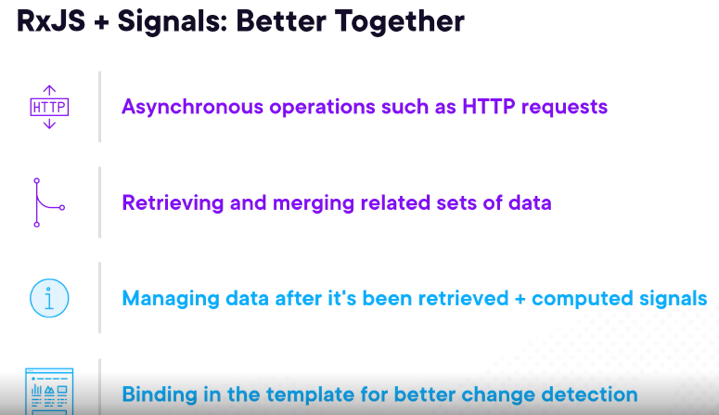 RxJS + Signals: Better Together
HTTP
Asynchronous operations such as HTTP requests
Retrieving and merging related sets of data
i
Managing data after it's been retrieved + computed signals
Binding in the template for better change detection